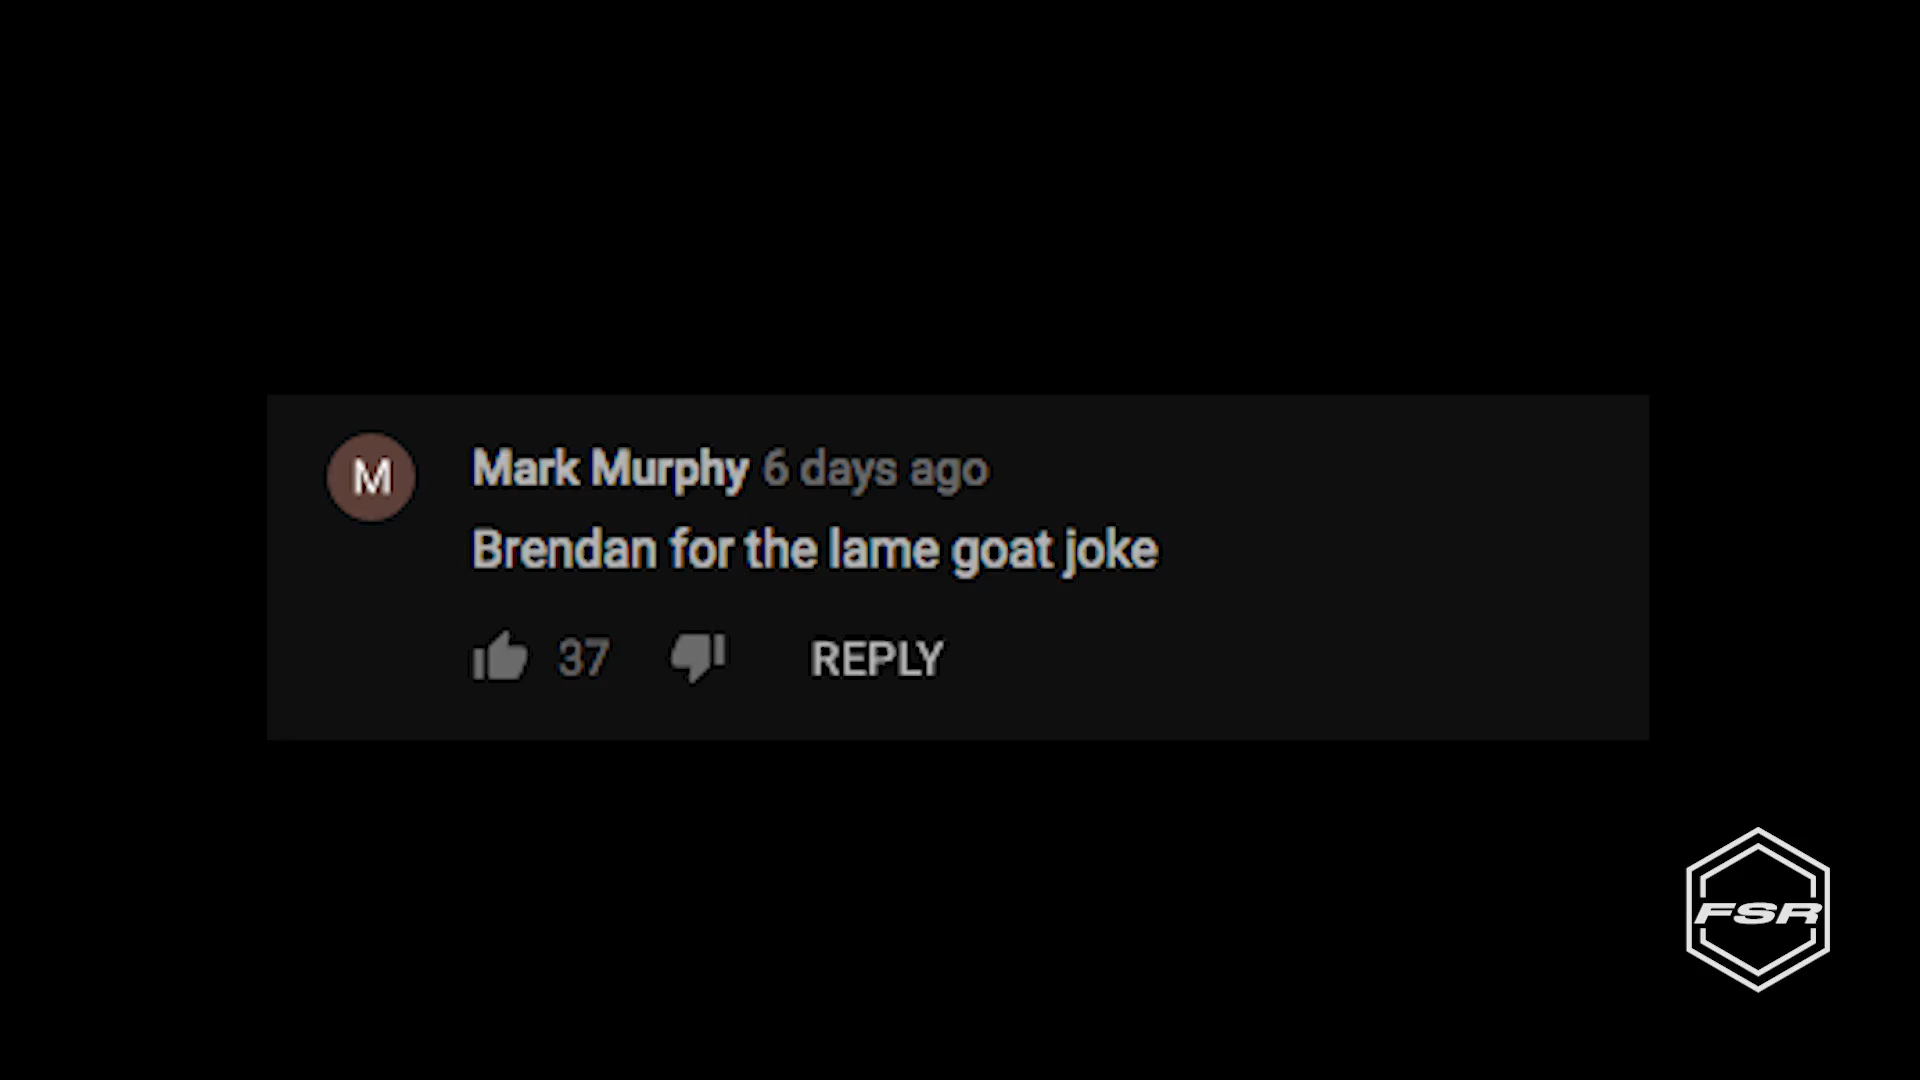 M
Mark Murphy 6 days ago
Brendan for the lame goat joke
37
REPLY
FSR